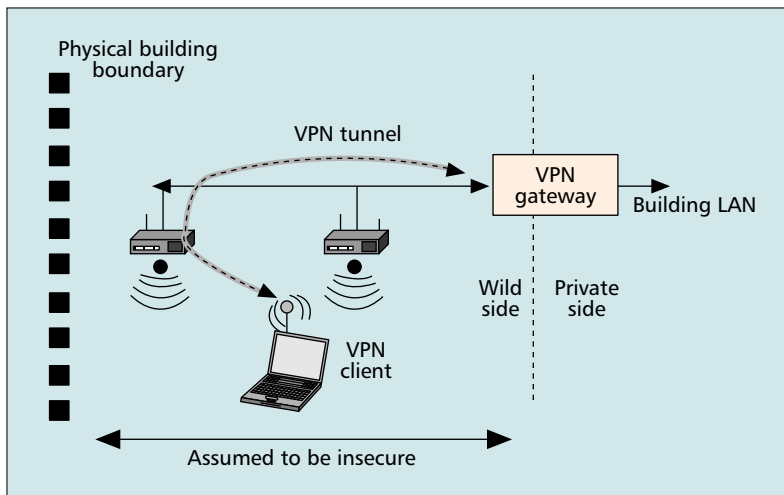 Physical building
boundary
VPN tunnel
VPN
gateway
Building LAN
Wild
side
Private
side
VPN
client
Assumed to be insecure